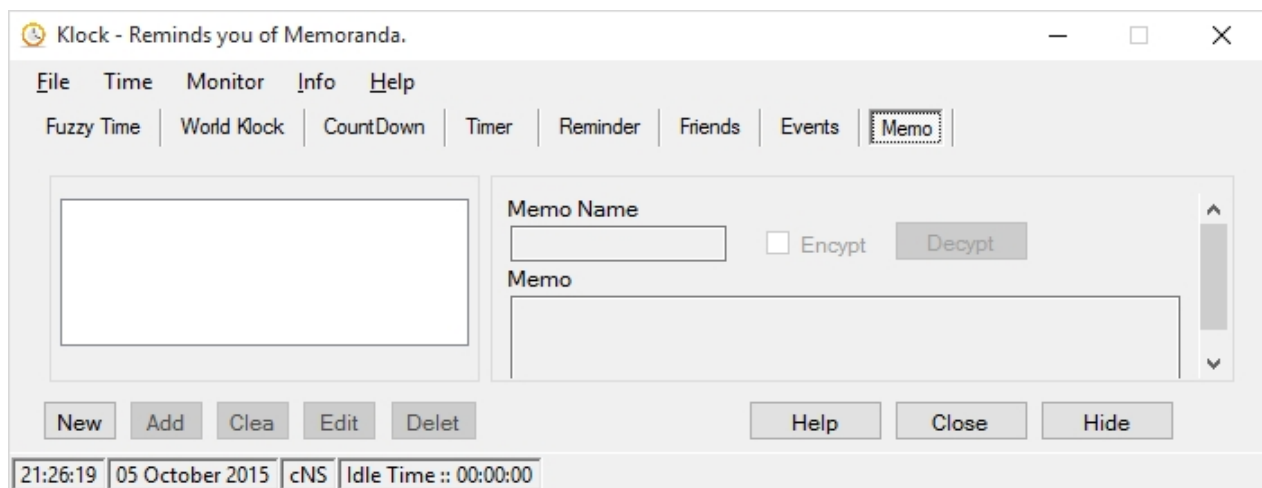 Klock - Reminds you of Memoranda.
File Time Monitor Info Help
Fuzzy Time World Klock CountDown Timer Reminder Friends Events Memo
Memo Name
Encypt Decypt
Memo
New Add Clea Edit Delet Help Close Hide
21:26:19 05 October 2015 cNS Idle Time :: 00:00:00